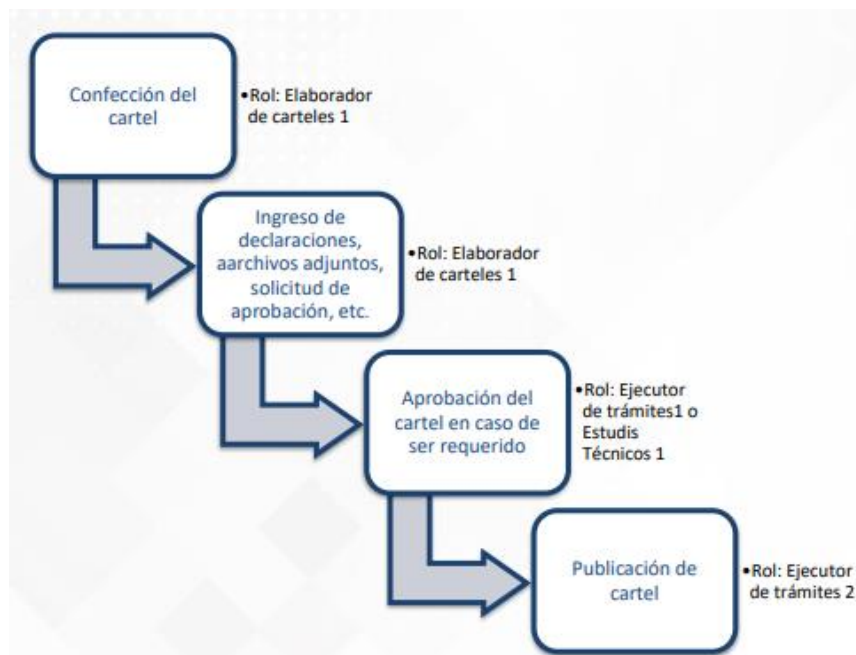 Confección del
cartel
•Rol: Elaborador
de carteles 1
Ingreso de
declaraciones,
aarchivos adjuntos,
solicitud de
aprobación, etc.
•Rol: Elaborador
de carteles 1
Aprobación del
cartel en caso de
ser requerido
•Rol: Ejecutor
de trámites1 o
Estudis
Técnicos 1
Publicación de
cartel
•Rol: Ejecutor
de trámites 2